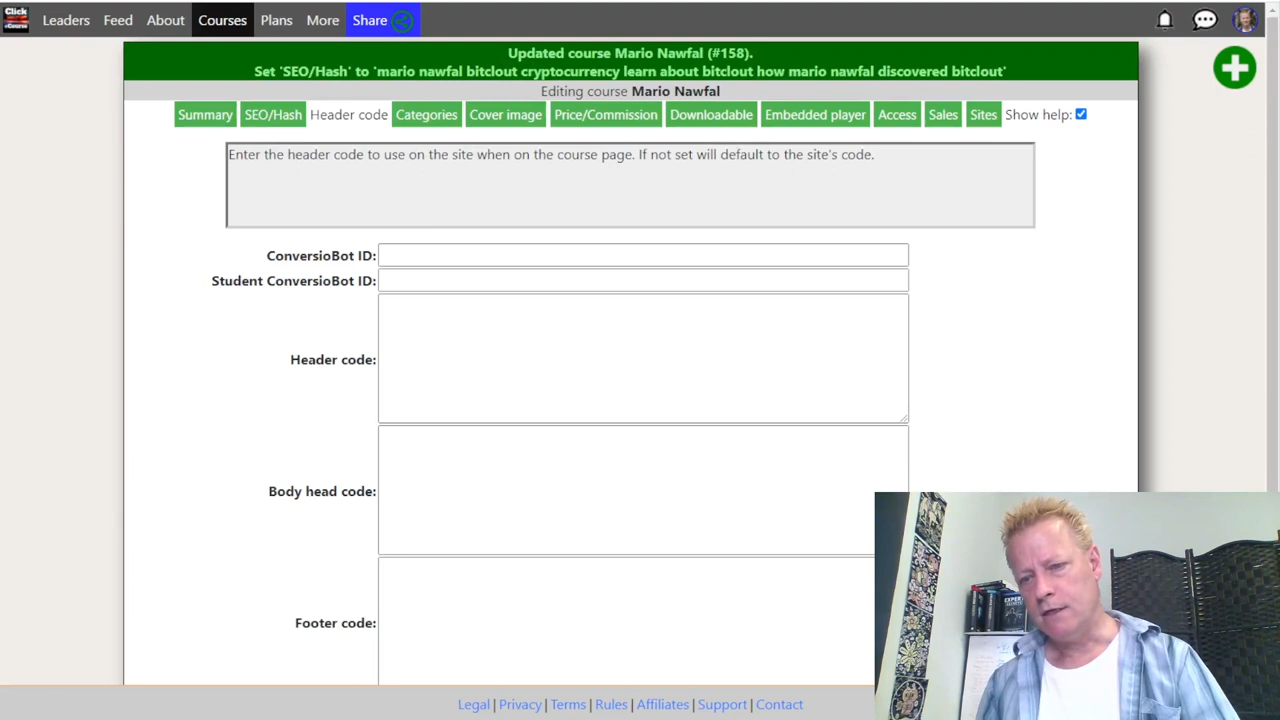 Click
eCourse
Leaders Feed About Courses Plans More Share
Updated course Mario Nawfal (#158).
Set 'SEO/Hash' to 'mario nawfal bitclout cryptocurrency learn about bitclout how mario nawfal discovered bitclout'
Editing course Mario Nawfal
Summary SEO/Hash Header code Categories Cover image Price/Commission Downloadable Embedded player Access Sales Sites Show help:
Enter the header code to use on the site when on the course page. If not set will default to the site's code.
ConversioBot ID:
Student ConversioBot ID:
Header code:
Body head code:
Footer code:
EXPERT
Legal | Privacy | Terms | Rules | Affiliates | Support | Contact